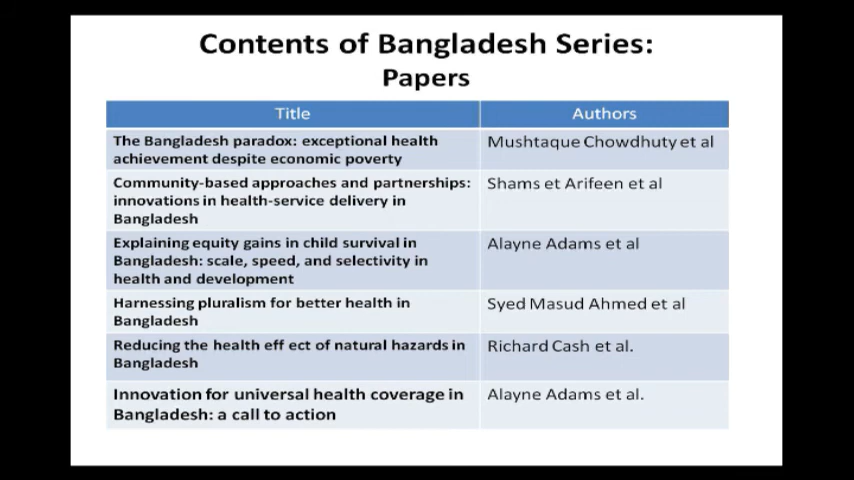 Contents of Bangladesh Series:
Papers
Title Authors
The Bangladesh paradox: exceptional health Mushtaque Chowdhuty et al
achievement despite economic poverty
Community-based approaches and partnerships: Shams et Arifeen et al
innovations in health-service delivery in
Bangladesh
Explaining equity gains in child survival in Alayne Adams et al
Bangladesh: scale, speed, and selectivity in
health and development
Harnessing pluralism for better health in Syed Masud Ahmed et al
Bangladesh
Reducing the health eff ect of natural hazards in Richard Cash et al.
Bangladesh
Innovation for universal health coverage in Alayne Adams et al.
Bangladesh: a call to action